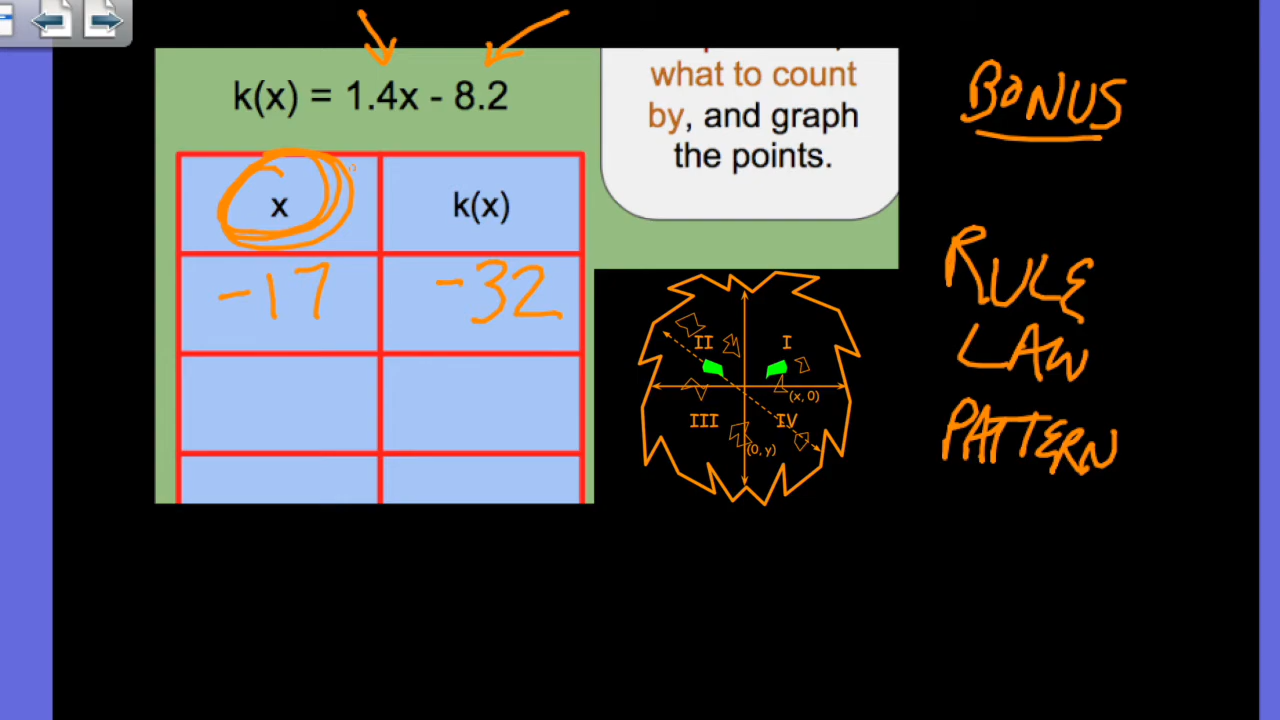 k(x) = 1.4x - 8.2
x k(x)
-17 -32
what to count
by, and graph
the points.
II I
(x, 0)
III IV
(0, y)
BONUS
RULE
LAW
PATTERN